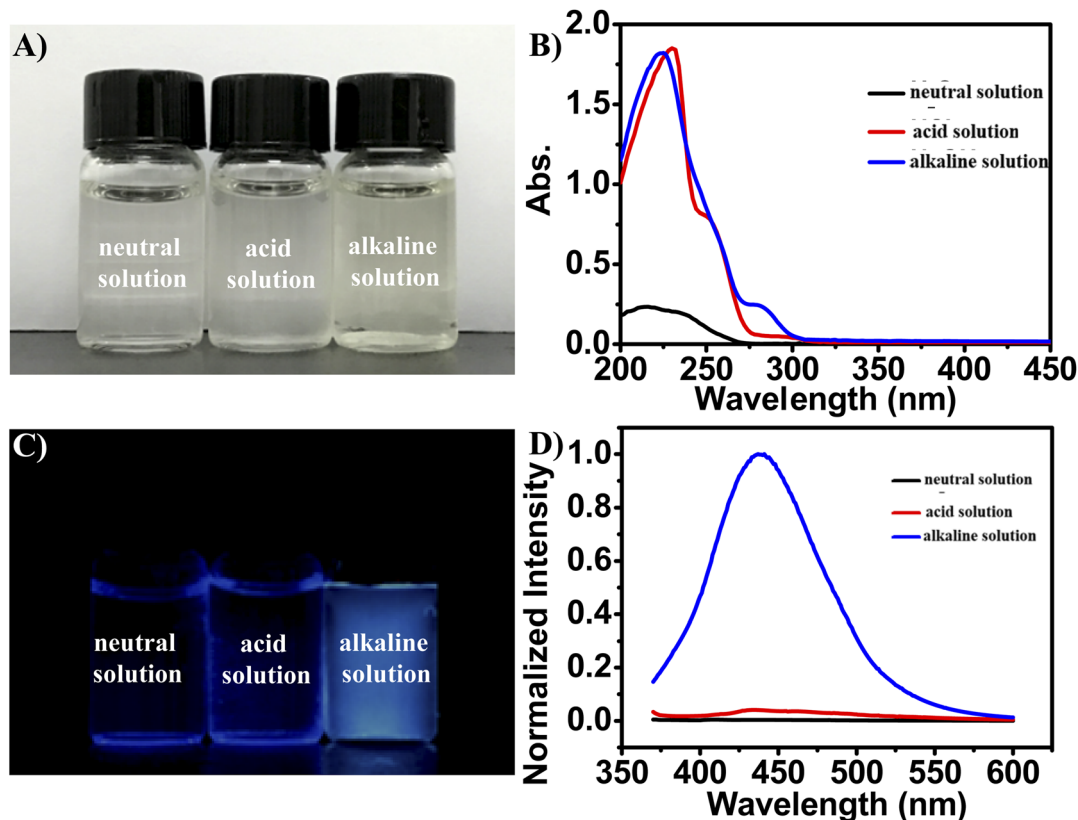 A)
neutral
solution
acid
solution
alkaline
solution
B)
2.0
1.5
1.0
0.5
0.0
Abs.
200 250 300 350 400 450
Wavelength (nm)
neutral solution
acid solution
alkaline solution
C)
neutral
solution
acid
solution
alkaline
solution
D)
1.0
0.8
0.6
0.4
0.2
0.0
Normalized Intensity
350 400 450 500 550 600
Wavelength (nm)
neutral solution
acid solution
alkaline solution